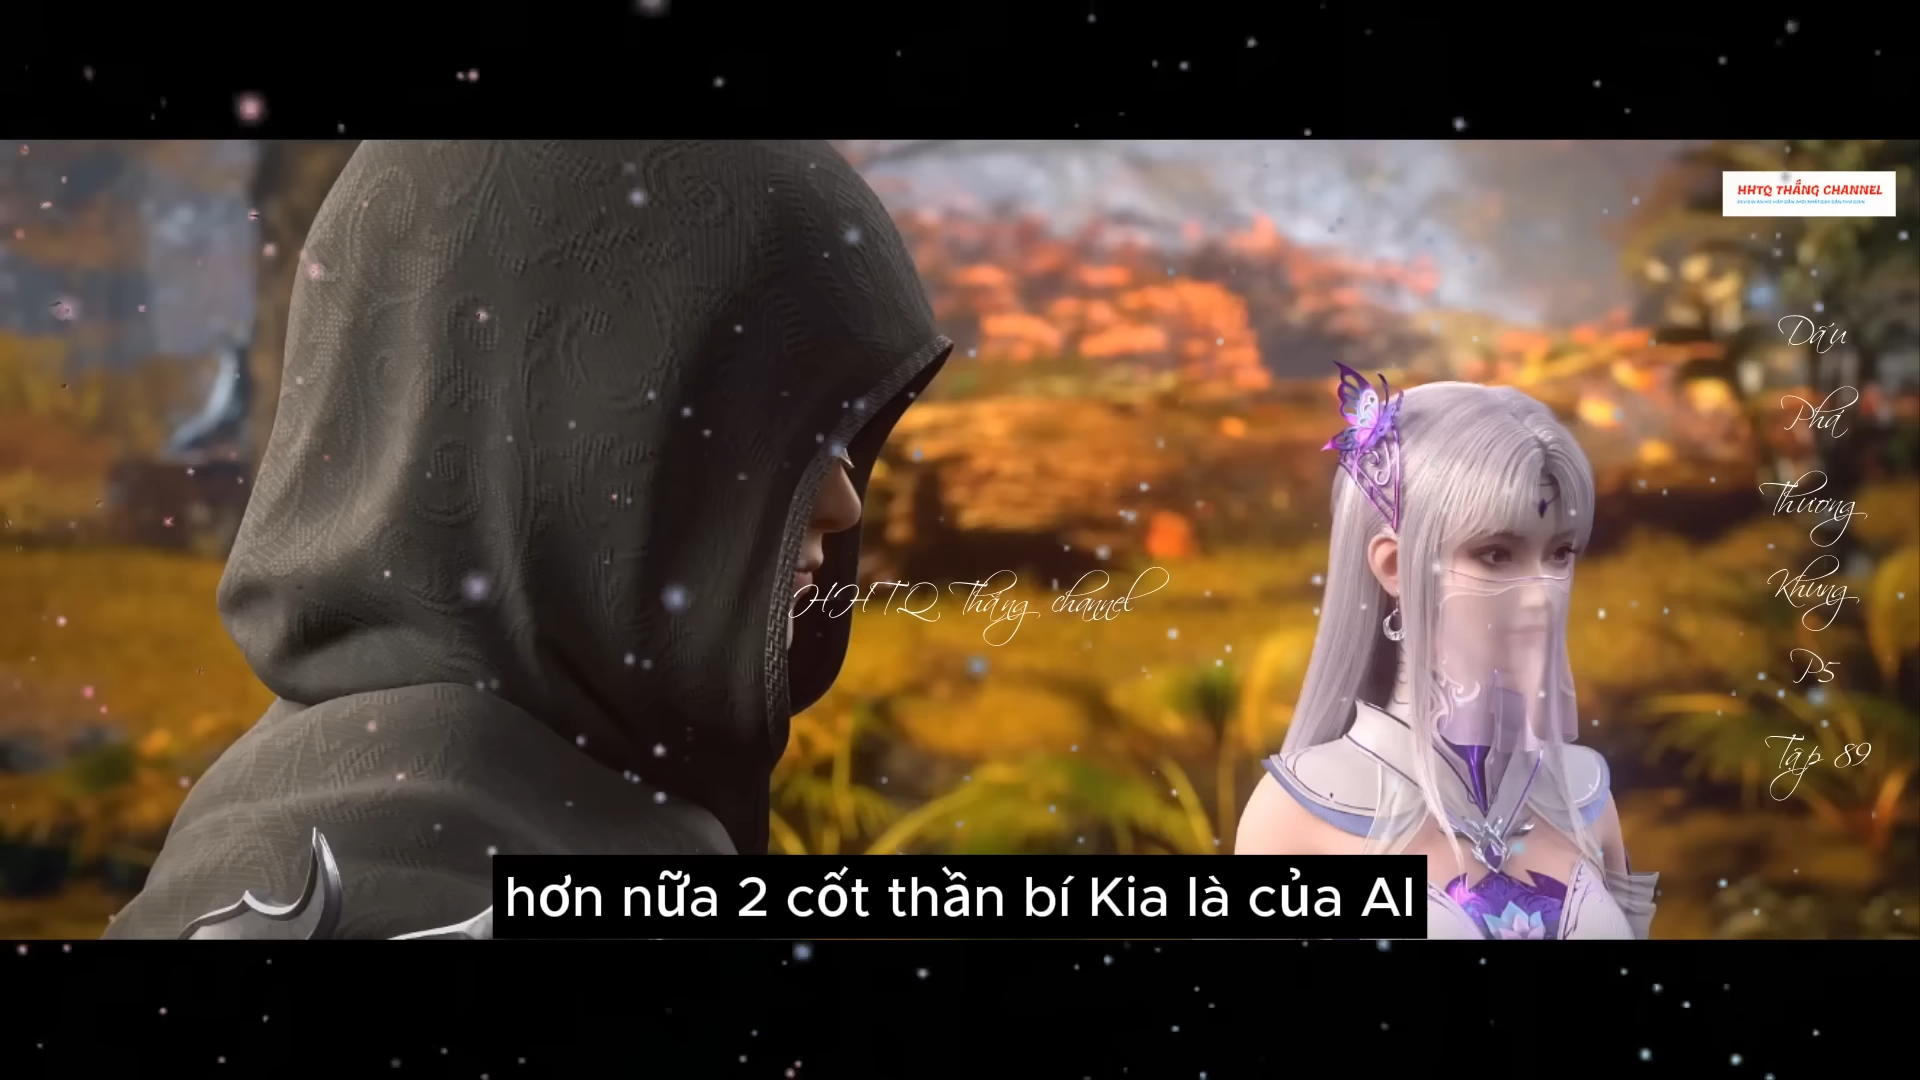 HHTQ THẮNG CHANNEL
Dấu
Phá
Thương
Khung
P5
Tập 89
HHTQ Thắng channel
hơn nữa 2 cốt thần bí Kia là của AI